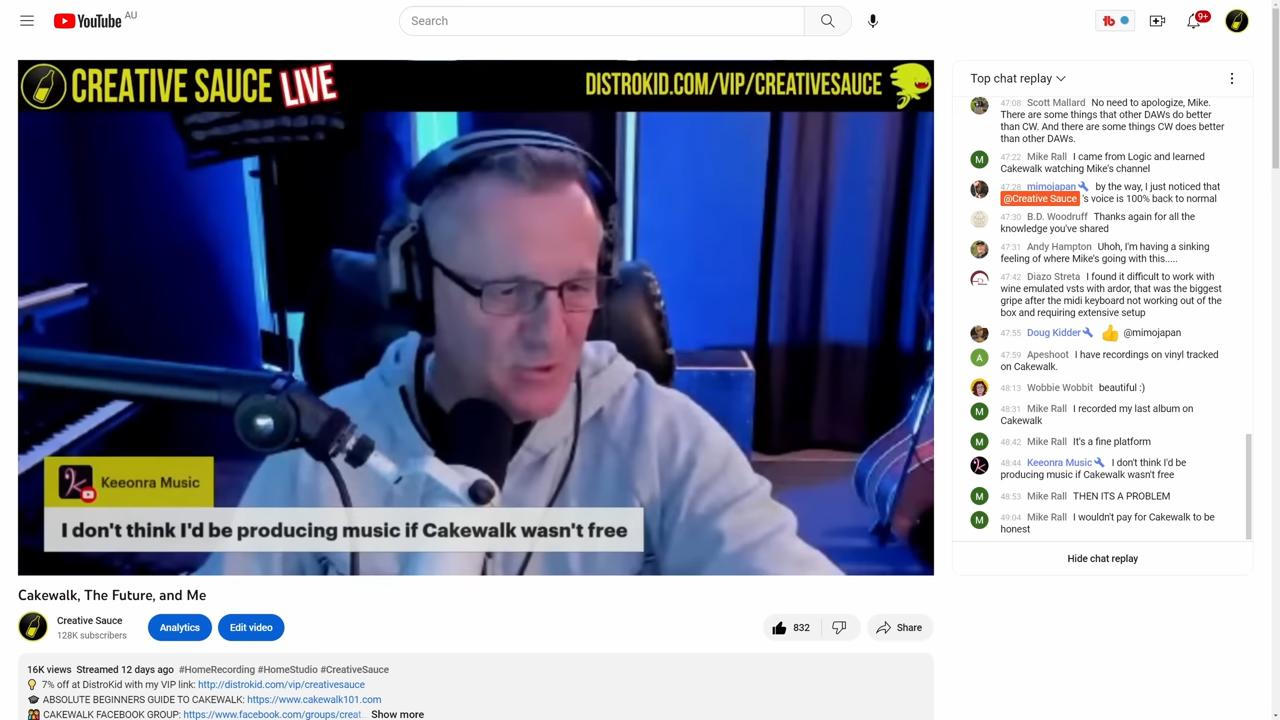 YouTube AU
Search
9+
CREATIVE SAUCE LIVE
DISTROKID.COM/VIP/CREATIVESAUCE
Keeonra Music
I don't think I'd be producing music if Cakewalk wasn't free
Top chat replay
47:08 Scott Mallard No need to apologize, Mike.
There are some things that other DAWs do better
than CW. And there are some things CW does better
than other DAWs.
M 47:22 Mike Rall I came from Logic and learned
Cakewalk watching Mike's channel
47:28 mimojapan by the way, I just noticed that
@Creative Sauce 's voice is 100% back to normal
47:30 B.D. Woodruff Thanks again for all the
knowledge you've shared
47:31 Andy Hampton Uhoh, I'm having a sinking
feeling of where Mike's going with this.....
47:42 Diazo Streta I found it difficult to work with
wine emulated vsts with ardor, that was the biggest
gripe after the midi keyboard not working out of the
box and requiring extensive setup
47:55 Doug Kidder 👍 @mimojapan
A 47:59 Apeshoot I have recordings on vinyl tracked
on Cakewalk.
48:13 Wobbie Wobbit beautiful :)
M 48:31 Mike Rall I recorded my last album on
Cakewalk
M 48:42 Mike Rall It's a fine platform
48:44 Keeonra Music I don't think I'd be
producing music if Cakewalk wasn't free
M 48:53 Mike Rall THEN ITS A PROBLEM
M 49:04 Mike Rall I wouldn't pay for Cakewalk to be
honest
Hide chat replay
Cakewalk, The Future, and Me
Creative Sauce
128K subscribers
Analytics
Edit video
832
Share
16K views Streamed 12 days ago #HomeRecording #HomeStudio #CreativeSauce
💡 7% off at DistroKid with my VIP link: http://distrokid.com/vip/creativesauce
🎓 ABSOLUTE BEGINNERS GUIDE TO CAKEWALK: https://www.cakewalk101.com
👥 CAKEWALK FACEBOOK GROUP: https://www.facebook.com/groups/creat... Show more